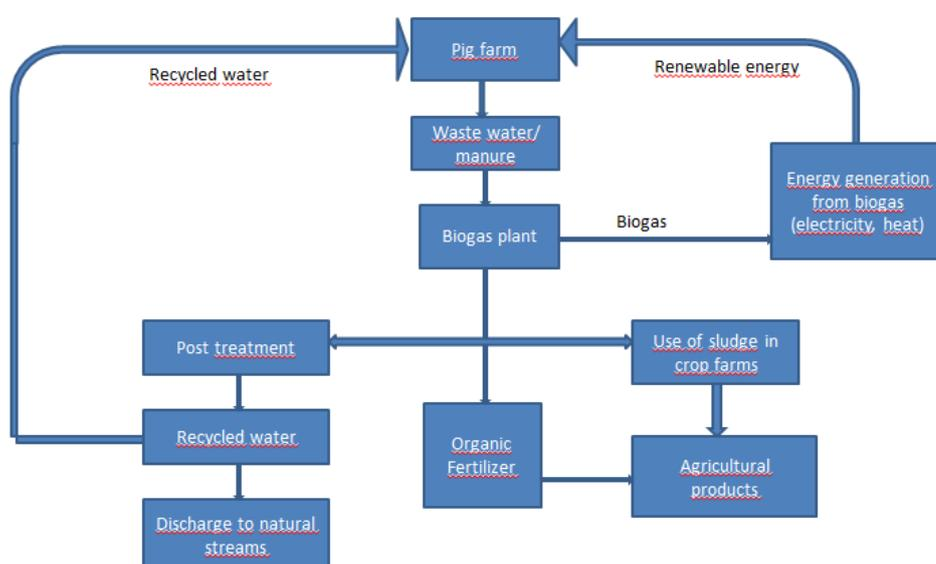 Pig farm
Recycled water
Renewable energy
Waste water/
manure
Energy generation
from biogas
(electricity, heat)
Biogas plant
Biogas
Post treatment
Use of sludge in
crop farms
Recycled water
Organic
Fertilizer
Agricultural
products
Discharge to natural
streams